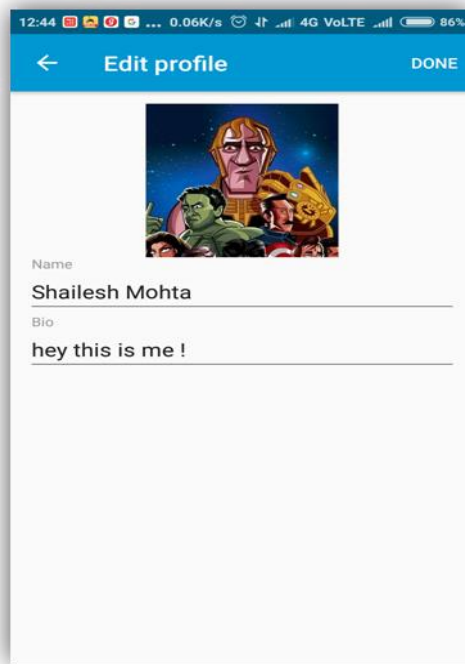 12:44 ... 0.06K/s 4G VoLTE 86%
Edit profile DONE
Name
Shailesh Mohta
Bio
hey this is me !